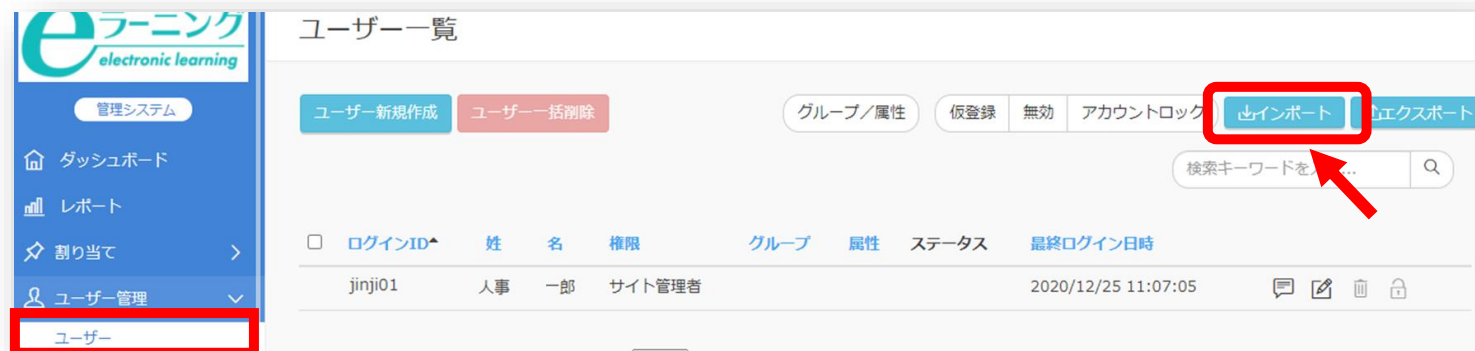 eラーニング
electronic learning
管理システム
ダッシュボード
レポート
割り当て
ユーザー管理
ユーザー
ユーザー一覧
ユーザー新規作成 ユーザー一括削除 グループ/属性 仮登録 無効 アカウントロック インポート エクスポート
検索キーワードを入...
ログインID 姓 名 権限 グループ 属性 ステータス 最終ログイン日時
jinji01 人事 一郎 サイト管理者 2020/12/25 11:07:05